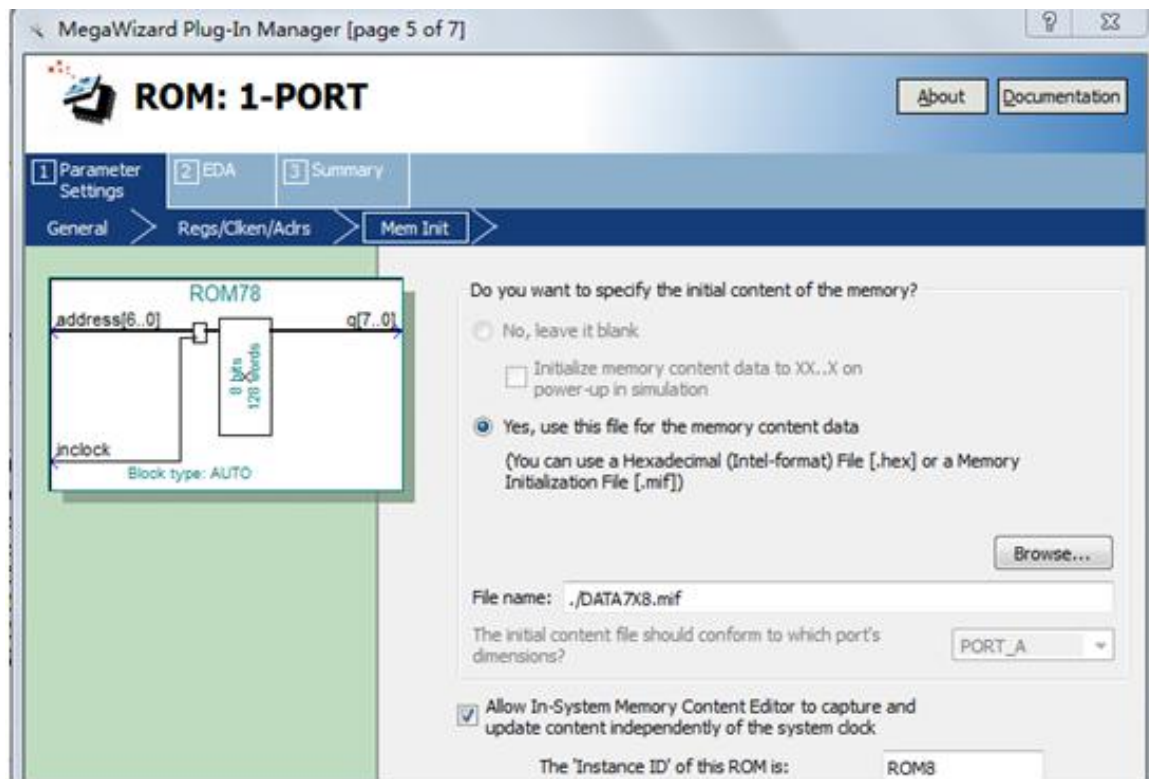 MegaWizard Plug-In Manager [page 5 of 7]
ROM: 1-PORT
About
Documentation
1 Parameter Settings
2 EDA
3 Summary
General
Regs/Clken/Adrs
Mem Init
ROM78
address[6..0]
q[7..0]
8 bits
128 words
inclock
Block type: AUTO
Do you want to specify the initial content of the memory?
No, leave it blank
Initialize memory content data to XX..X on
power-up in simulation
Yes, use this file for the memory content data
(You can use a Hexadecimal (Intel-format) File [.hex] or a Memory
Initialization File [.mif])
Browse...
File name: ./DATA7X8.mif
The initial content file should conform to which port's
dimensions?
PORT_A
Allow In-System Memory Content Editor to capture and
update content independently of the system clock
The 'Instance ID' of this ROM is: ROM8